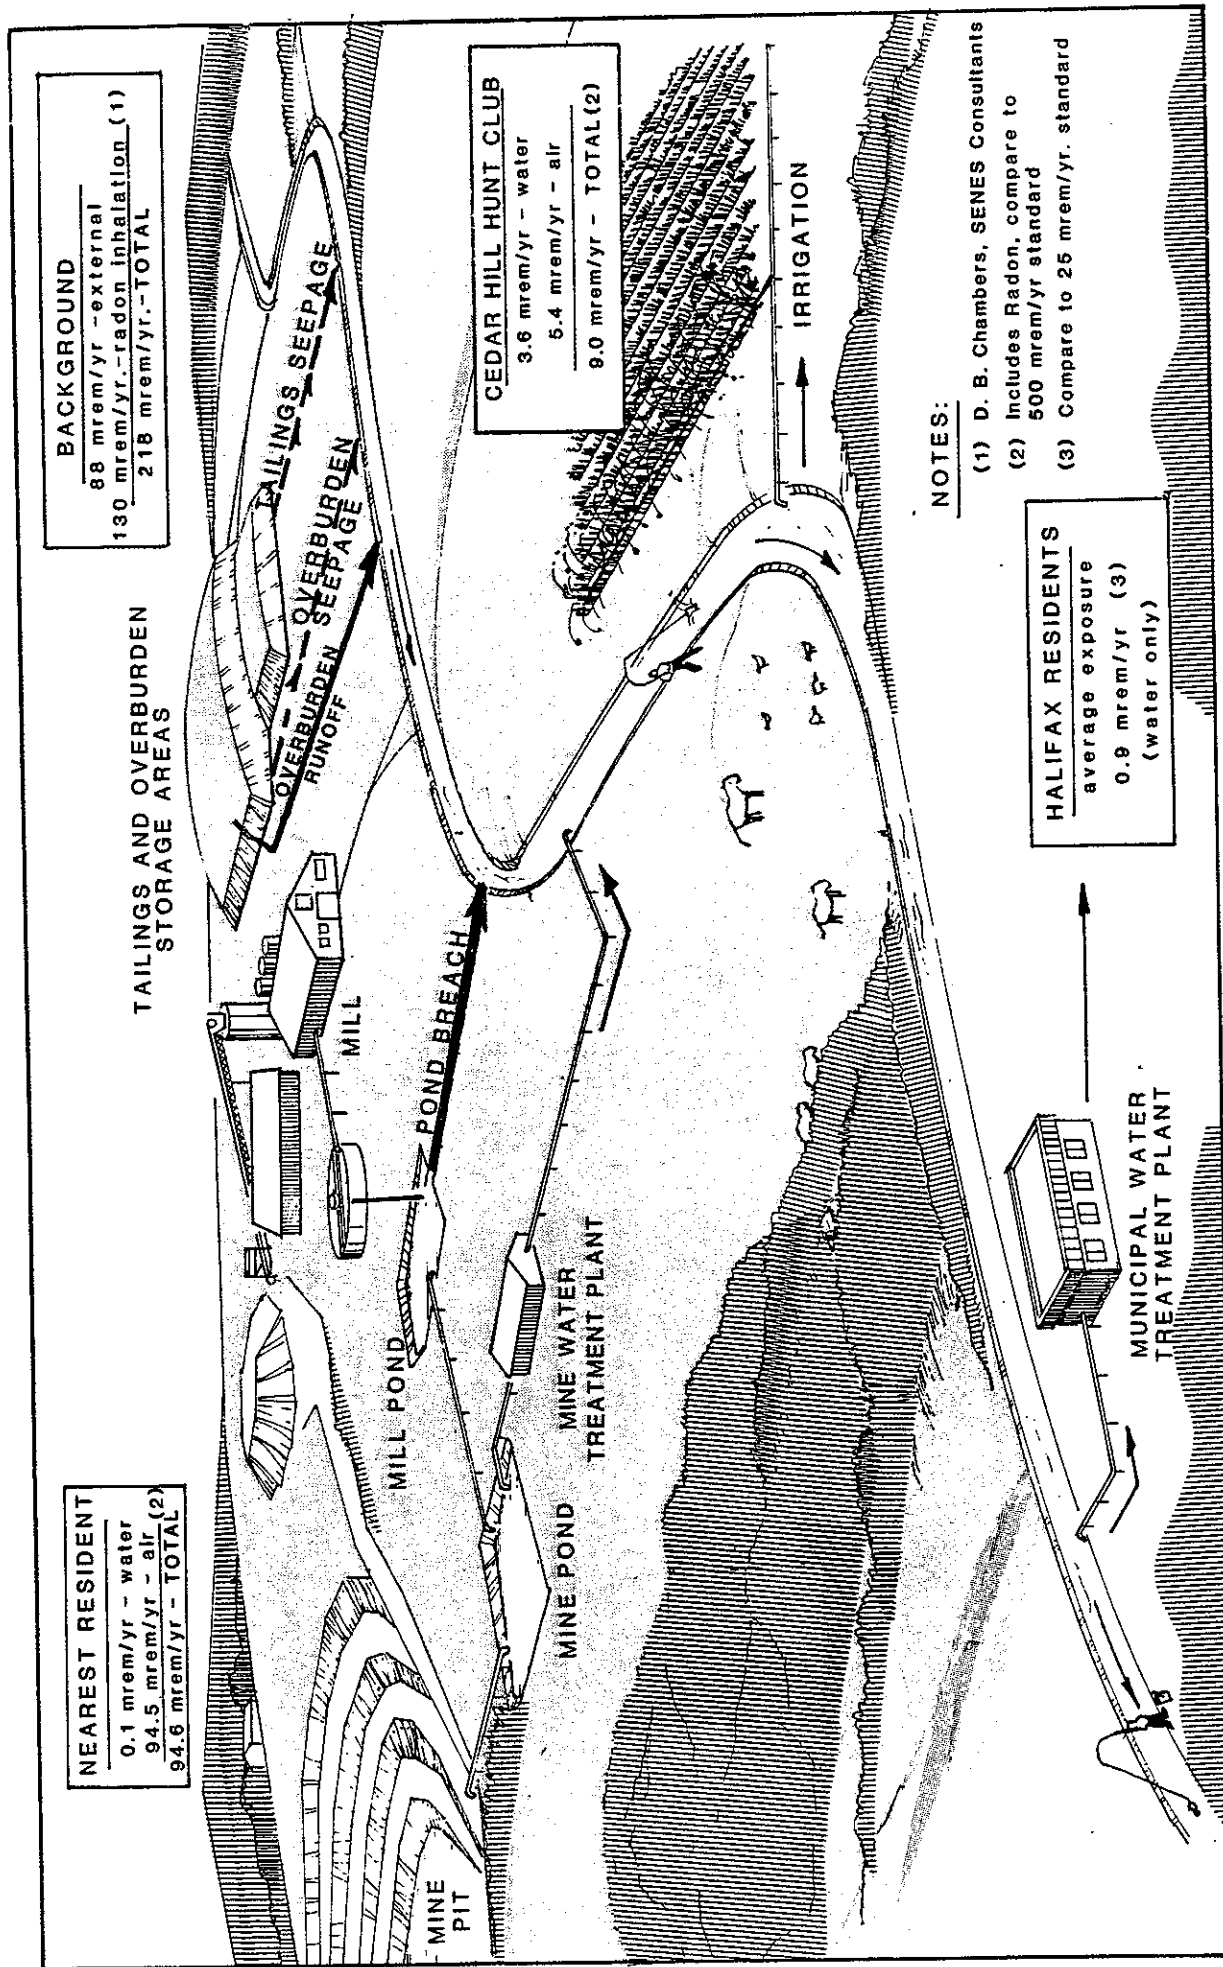 NEAREST RESIDENT
0.1 mrem/yr - water
94.5 mrem/yr - air
94.6 mrem/yr - TOTAL (2)
TAILINGS AND OVERBURDEN
STORAGE AREAS
BACKGROUND
88 mrem/yr - external
130 mrem/yr.-radon inhalation (1)
218 mrem/yr.-TOTAL
OVERBURDEN
RUNOFF
OVERBURDEN
SEEPAGE
TAILINGS SEEPAGE
MILL
MINE
PIT
MILL POND
POND BREACH
CEDAR HILL HUNT CLUB
3.6 mrem/yr - water
5.4 mrem/yr - air
9.0 mrem/yr - TOTAL (2)
MINE POND
MINE WATER
TREATMENT PLANT
IRRIGATION
NOTES:
(1) D. B. Chambers, SENES Consultants
(2) Includes Radon, compare to
500 mrem/yr standard
(3) Compare to 25 mrem/yr. standard
HALIFAX RESIDENTS
average exposure
0.9 mrem/yr (3)
(water only)
MUNICIPAL WATER
TREATMENT PLANT